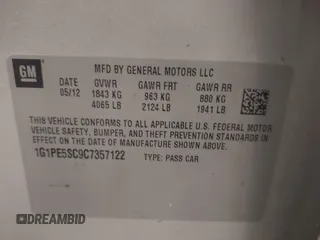 GM
MFD BY GENERAL MOTORS LLC
DATE GVWR GAWR FRT GAWR RR
05/12 1843 KG 963 KG 880 KG
4065 LB 2124 LB 1941 LB
THIS VEHICLE CONFORMS TO ALL APPLICABLE U.S. FEDERAL MOTOR
VEHICLE SAFETY, BUMPER, AND THEFT PREVENTION STANDARDS IN
EFFECT ON THE DATE OF MANUFACTURE SHOWN ABOVE.
1G1PE5SC9C7357122 TYPE: PASS CAR
© DREAMBID